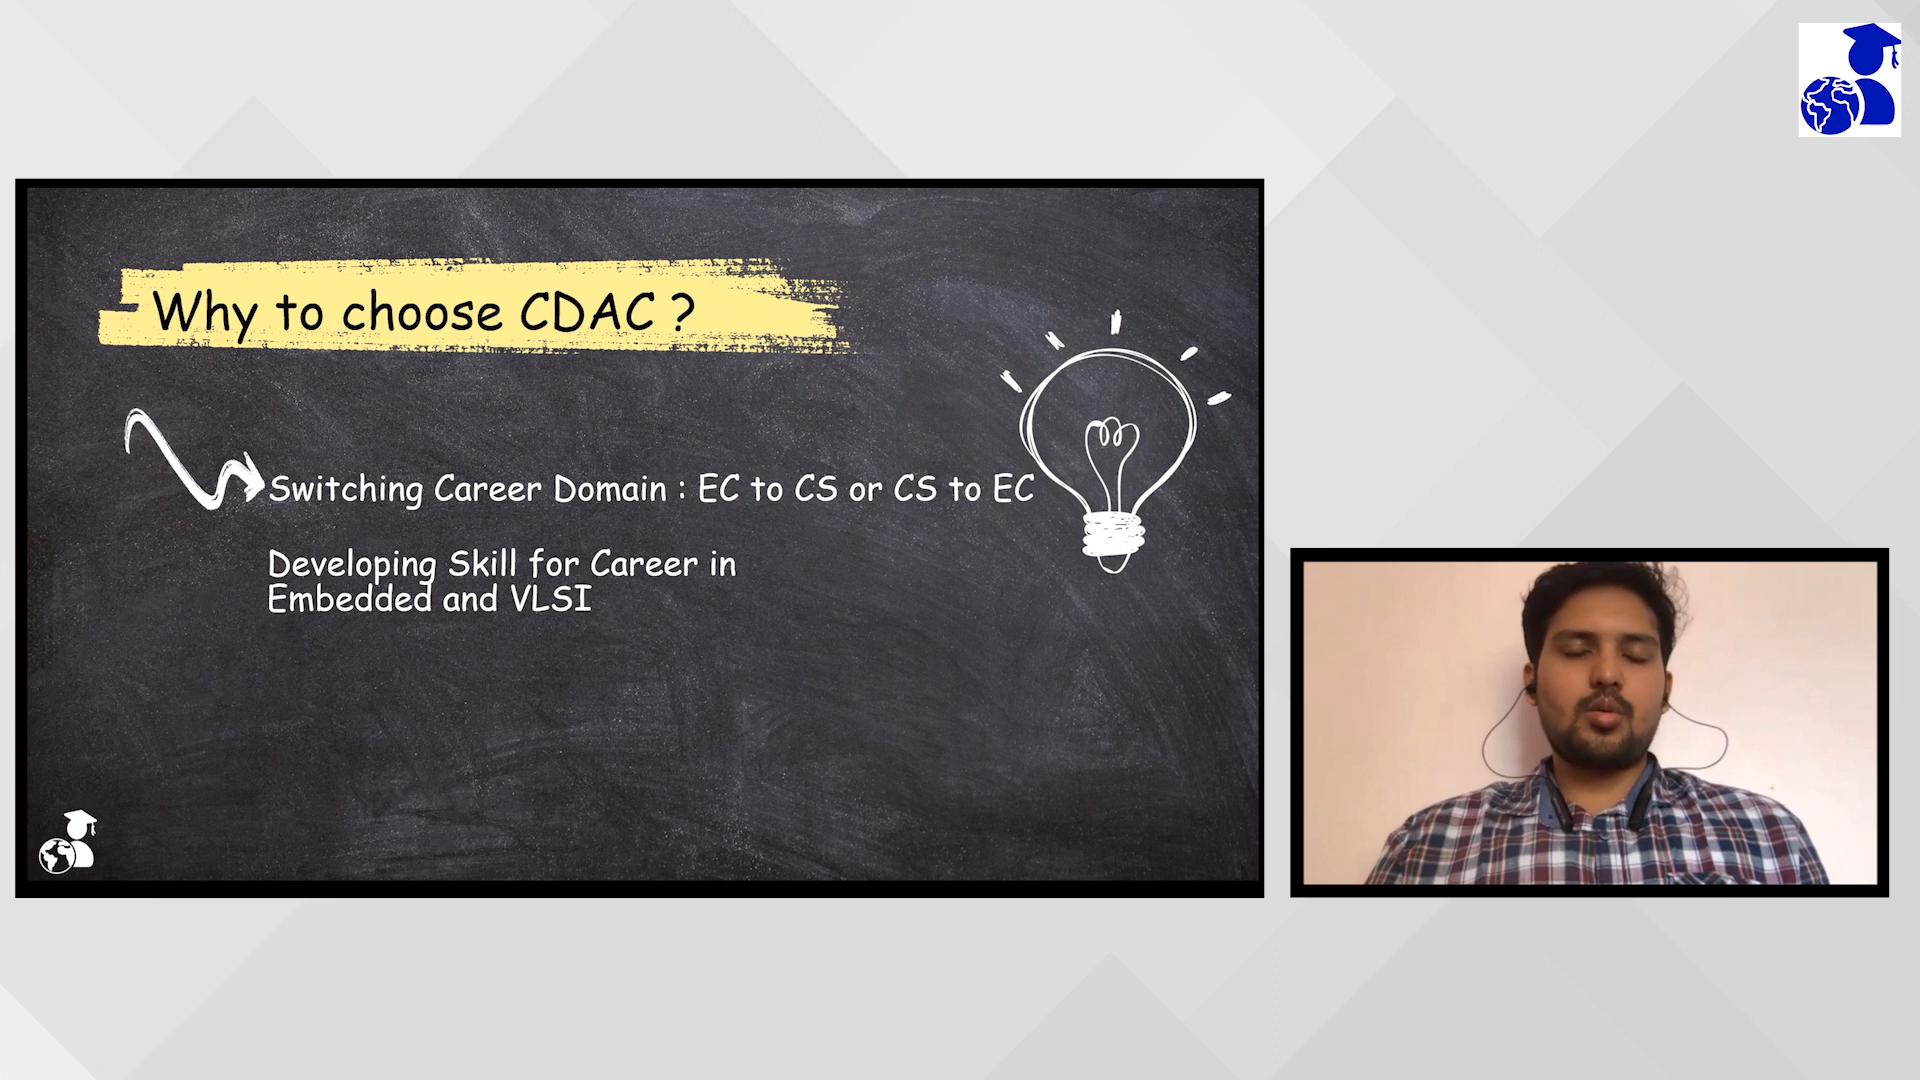 Why to choose CDAC ?
Switching Career Domain : EC to CS or CS to EC
Developing Skill for Career in
Embedded and VLSI